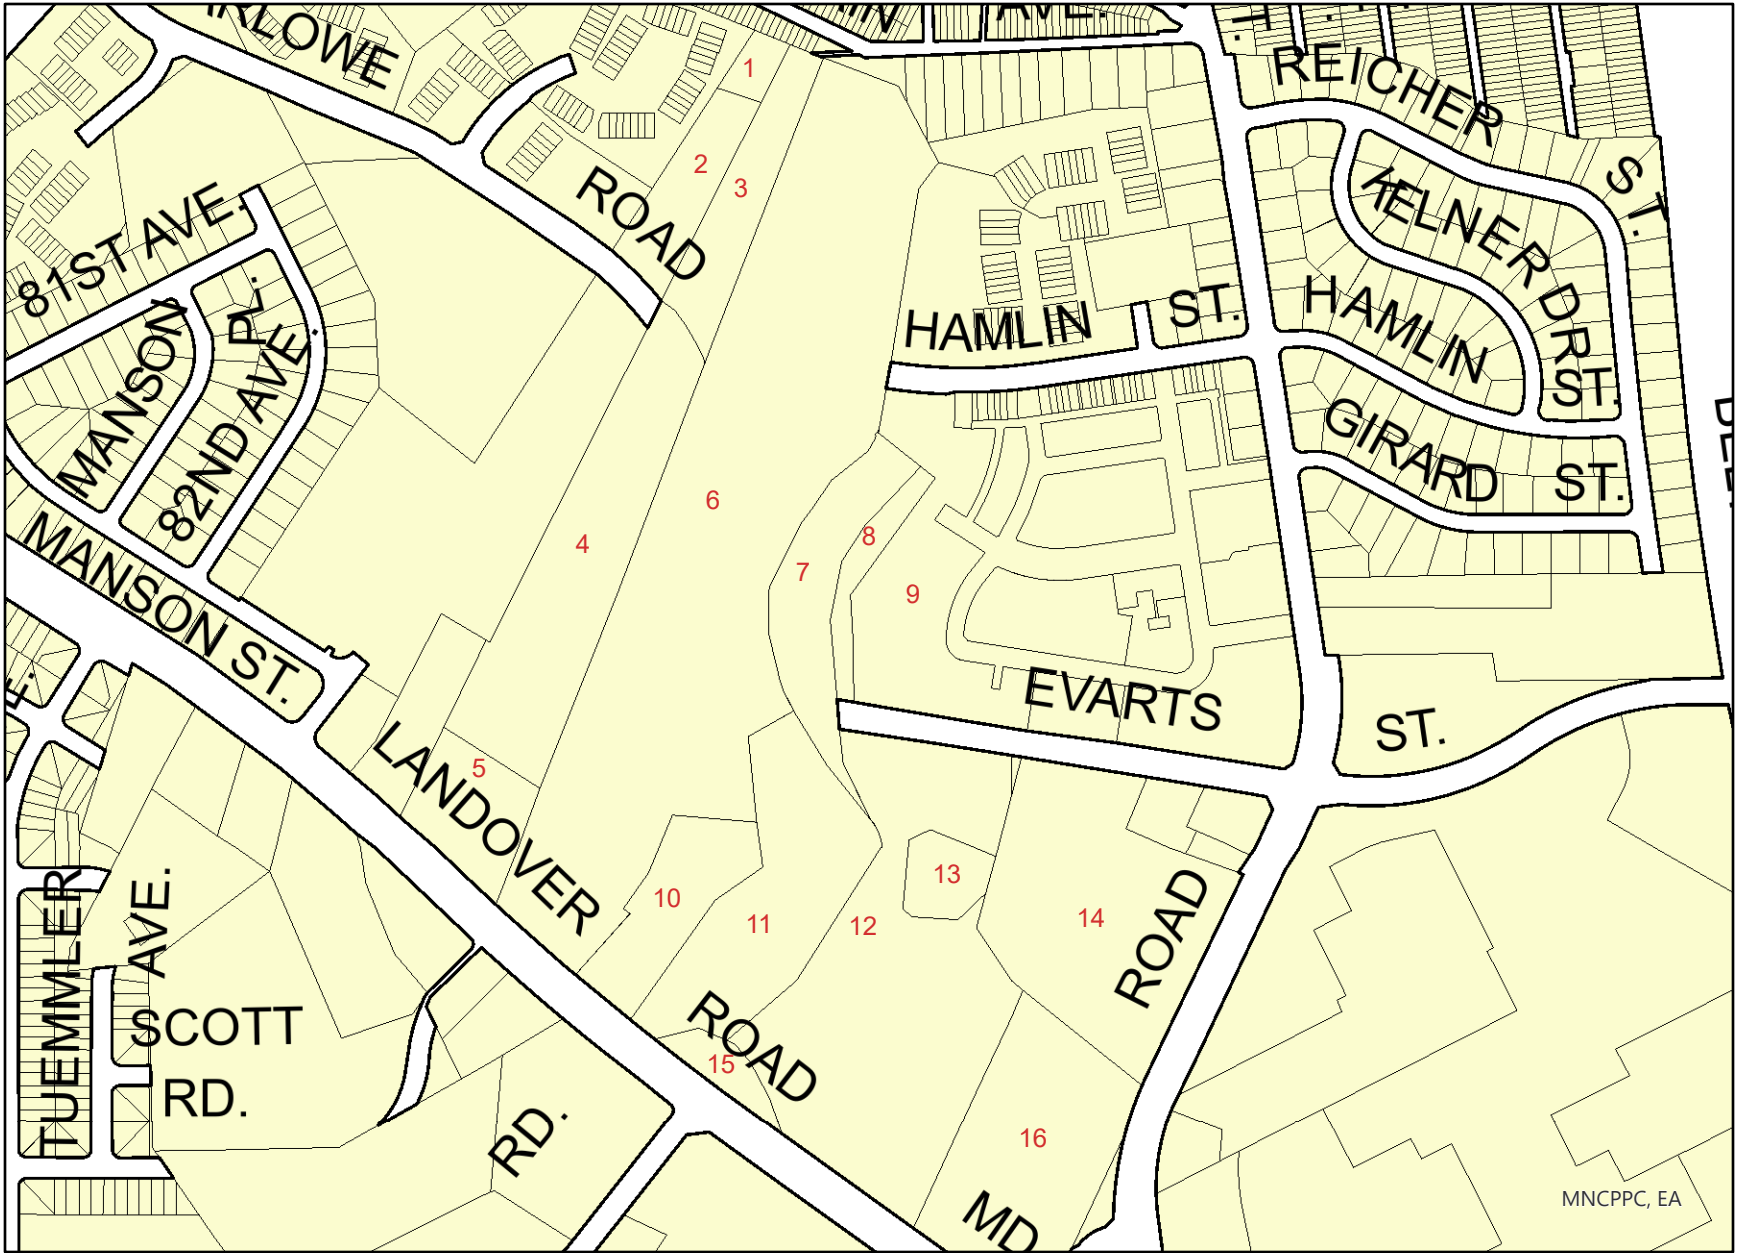 AVE.
REICHER
ST.
ROAD
1
2
3
81ST AVE.
MANSON
PL.
82ND AVE.
KELNER DR.
HAMLIN
ST.
HAMLIN
ST.
GIRARD
ST.
4
5
6
7
8
9
MANSON ST.
LANDOVER
ROAD
EVARTS
ST.
10
11
12
13
14
15
16
ROAD
TUEMMLER
AVE.
SCOTT
RD.
RD.
MD
MNCPPC, EA